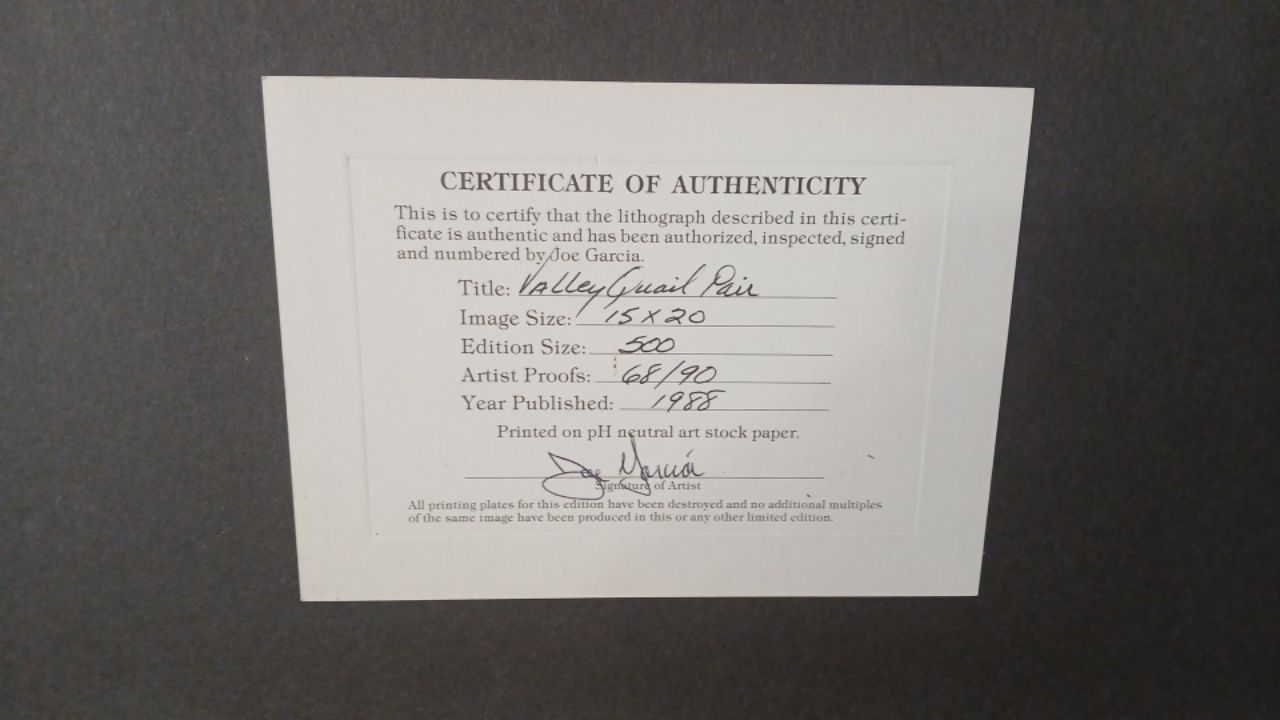 CERTIFICATE OF AUTHENTICITY
This is to certify that the lithograph described in this certi-
ficate is authentic and has been authorized, inspected, signed
and numbered by Joe Garcia.
Title: Valley Quail Pair
Image Size: 15 X 20
Edition Size: 500
Artist Proofs: 68/90
Year Published: 1988
Printed on pH neutral art stock paper.
Joe Garcia
Signature of Artist
All printing plates for this edition have been destroyed and no additional multiples
of the same image have been produced in this or any other limited edition.